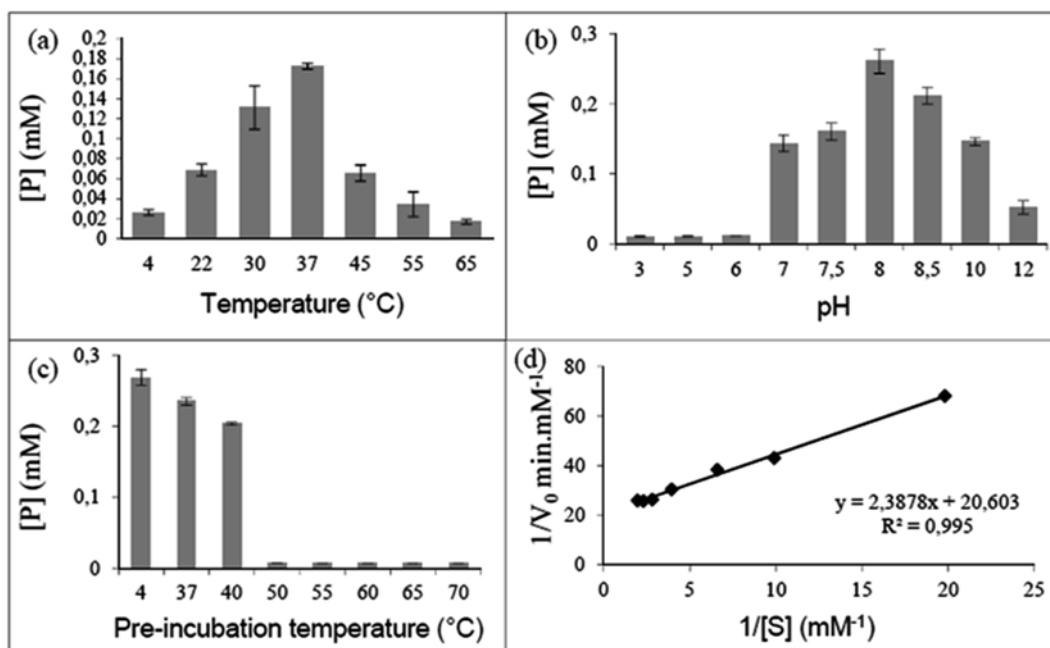 (a)
[P] (mM)
0,2
0,18
0,16
0,14
0,12
0,1
0,08
0,06
0,04
0,02
0
4 22 30 37 45 55 65
Temperature (°C)
(b)
[P] (mM)
0,3
0,2
0,1
0
3 5 6 7 7,5 8 8,5 10 12
pH
(c)
[P] (mM)
0,3
0,2
0,1
0
4 37 40 50 55 60 65 70
Pre-incubation temperature (°C)
(d)
1/V₀ min.mM⁻¹
80
60
40
20
0
y = 2,3878x + 20,603
R² = 0,995
0 5 10 15 20 25
1/[S] (mM⁻¹)